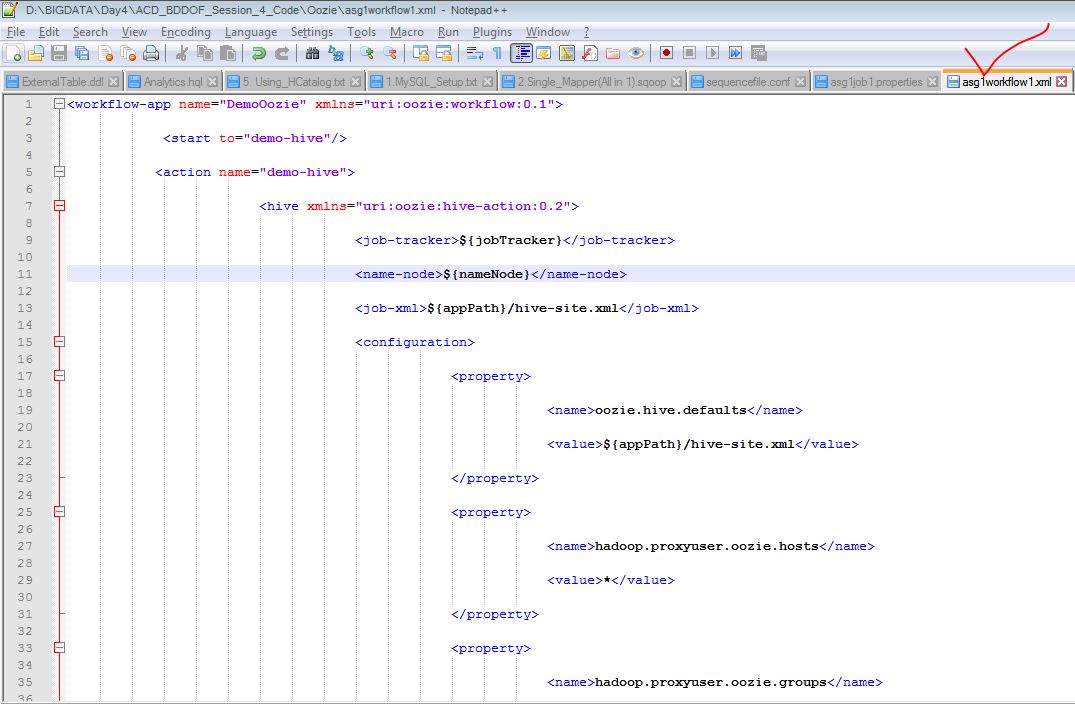 D:\BIGDATA\Day4\ACD_BDDOF_Session_4_Code\Oozie\asg1workflow1.xml - Notepad++
File Edit Search View Encoding Language Settings Tools Macro Run Plugins Window ?
ExternalTable.ddl Analytics.hql 5. Using_HCatalog.txt 1.MySQL_Setup.txt 2.Single_Mapper(All in 1).sqoop sequencefile.conf asg1job1.properties asg1workflow1.xml
1 <workflow-app name="DemoOozie" xmlns="uri:oozie:workflow:0.1">
2
3 <start to="demo-hive"/>
4
5 <action name="demo-hive">
6
7 <hive xmlns="uri:oozie:hive-action:0.2">
8
9 <job-tracker>${jobTracker}</job-tracker>
10
11 <name-node>${nameNode}</name-node>
12
13 <job-xml>${appPath}/hive-site.xml</job-xml>
14
15 <configuration>
16
17 <property>
18
19 <name>oozie.hive.defaults</name>
20
21 <value>${appPath}/hive-site.xml</value>
22
23 </property>
24
25 <property>
26
27 <name>hadoop.proxyuser.oozie.hosts</name>
28
29 <value>*</value>
30
31 </property>
32
33 <property>
34
35 <name>hadoop.proxyuser.oozie.groups</name>
36